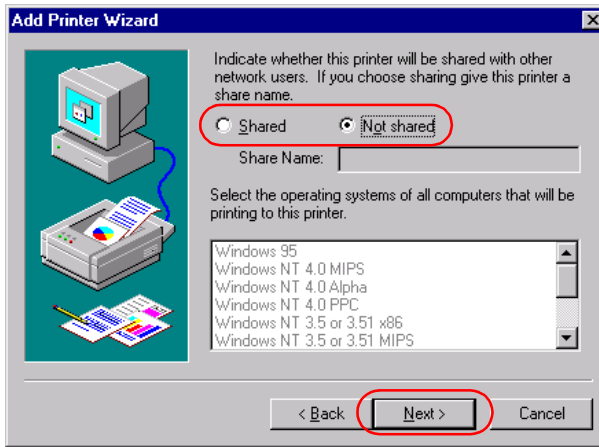 Add Printer Wizard
Indicate whether this printer will be shared with other
network users. If you choose sharing give this printer a
share name.
Shared Not shared
Share Name:
Select the operating systems of all computers that will be
printing to this printer.
Windows 95
Windows NT 4.0 MIPS
Windows NT 4.0 Alpha
Windows NT 4.0 PPC
Windows NT 3.5 or 3.51 x86
Windows NT 3.5 or 3.51 MIPS
< Back Next > Cancel